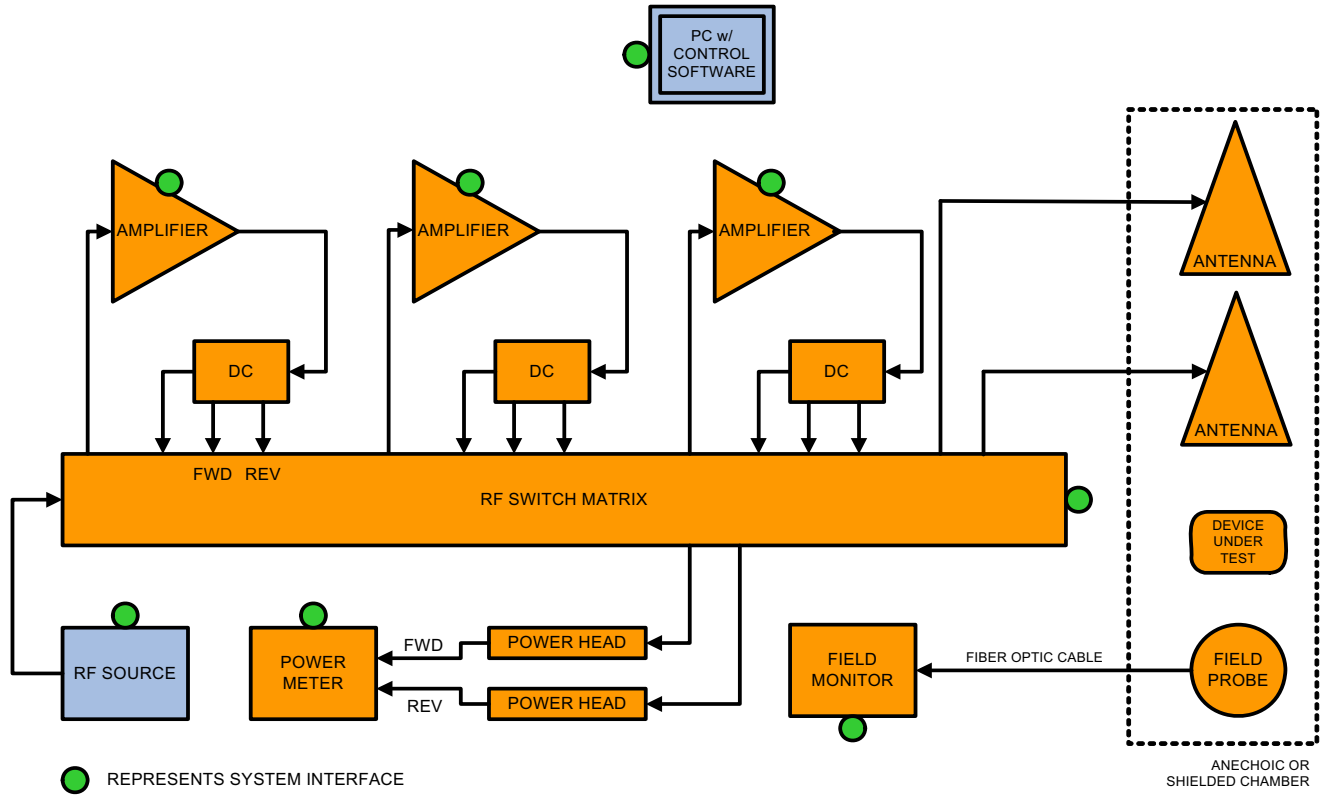 PC w/
CONTROL
SOFTWARE
AMPLIFIER
AMPLIFIER
AMPLIFIER
ANTENNA
DC
DC
DC
ANTENNA
FWD REV
RF SWITCH MATRIX
DEVICE
UNDER
TEST
RF SOURCE
POWER
METER
FWD
REV
POWER HEAD
POWER HEAD
FIELD
MONITOR
FIBER OPTIC CABLE
FIELD
PROBE
REPRESENTS SYSTEM INTERFACE
ANECHOIC OR
SHIELDED CHAMBER